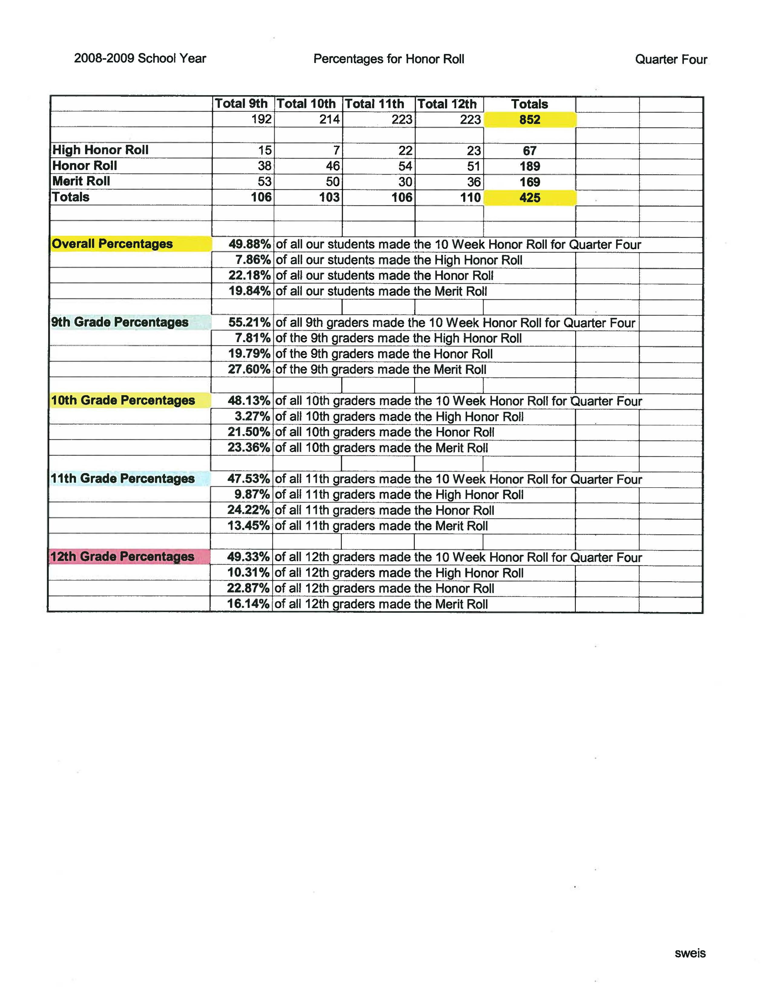 2008-2009 School Year Percentages for Honor Roll Quarter Four
Total 9th Total 10th Total 11th Total 12th Totals
192 214 223 223 852
High Honor Roll 15 7 22 23 67
Honor Roll 38 46 54 51 189
Merit Roll 53 50 30 36 169
Totals 106 103 106 110 425
Overall Percentages 49.88% of all our students made the 10 Week Honor Roll for Quarter Four
7.86% of all our students made the High Honor Roll
22.18% of all our students made the Honor Roll
19.84% of all our students made the Merit Roll
9th Grade Percentages 55.21% of all 9th graders made the 10 Week Honor Roll for Quarter Four
7.81% of the 9th graders made the High Honor Roll
19.79% of the 9th graders made the Honor Roll
27.60% of the 9th graders made the Merit Roll
10th Grade Percentages 48.13% of all 10th graders made the 10 Week Honor Roll for Quarter Four
3.27% of all 10th graders made the High Honor Roll
21.50% of all 10th graders made the Honor Roll
23.36% of all 10th graders made the Merit Roll
11th Grade Percentages 47.53% of all 11th graders made the 10 Week Honor Roll for Quarter Four
9.87% of all 11th graders made the High Honor Roll
24.22% of all 11th graders made the Honor Roll
13.45% of all 11th graders made the Merit Roll
12th Grade Percentages 49.33% of all 12th graders made the 10 Week Honor Roll for Quarter Four
10.31% of all 12th graders made the High Honor Roll
22.87% of all 12th graders made the Honor Roll
16.14% of all 12th graders made the Merit Roll
sweis